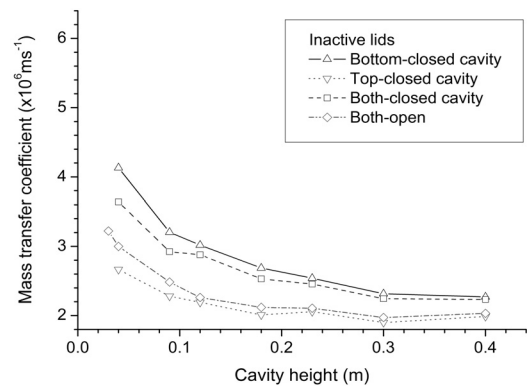 6
5
4
3
2
Mass transfer coefficient (x10⁶ms⁻¹)
Inactive lids
Bottom-closed cavity
Top-closed cavity
Both-closed cavity
Both-open
0.0 0.1 0.2 0.3 0.4
Cavity height (m)